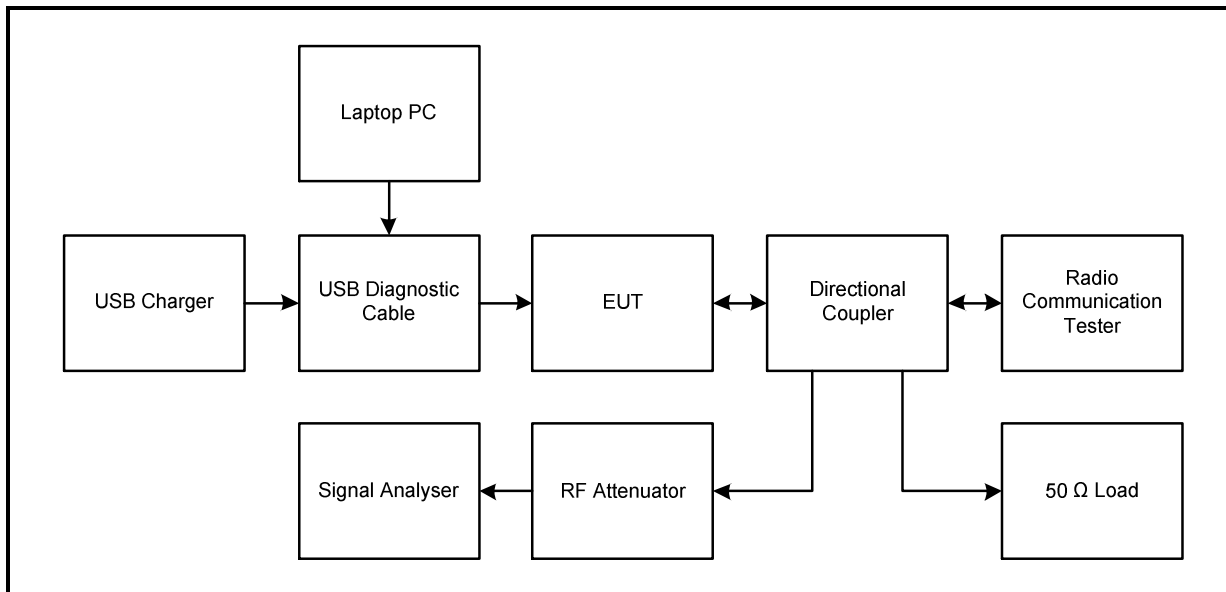 Laptop PC
USB Charger
USB Diagnostic
Cable
EUT
Directional
Coupler
Radio
Communication
Tester
Signal Analyser
RF Attenuator
50 Ω Load